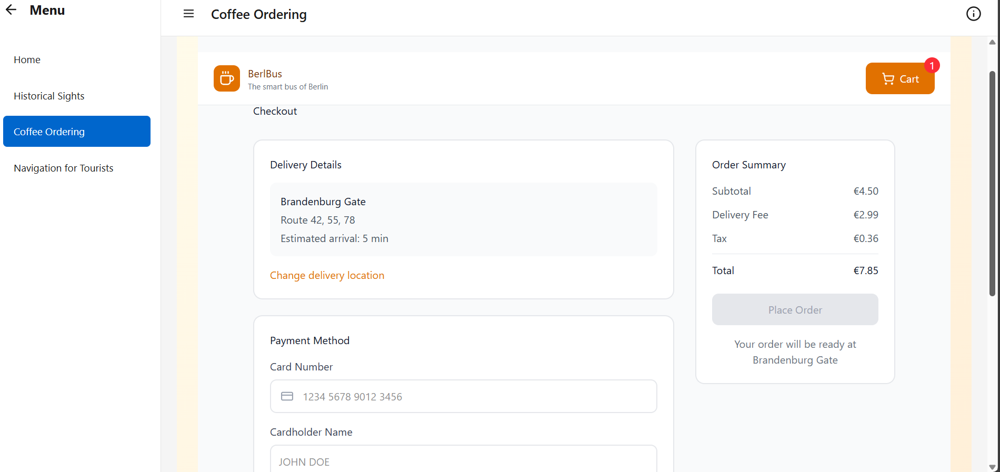 Menu
Home
Historical Sights
Coffee Ordering
Navigation for Tourists
Coffee Ordering
BerlBus
The smart bus of Berlin
1
Cart
Checkout
Delivery Details
Brandenburg Gate
Route 42, 55, 78
Estimated arrival: 5 min
Change delivery location
Payment Method
Card Number
1234 5678 9012 3456
Cardholder Name
JOHN DOE
Order Summary
Subtotal €4.50
Delivery Fee €2.99
Tax €0.36
Total €7.85
Place Order
Your order will be ready at
Brandenburg Gate